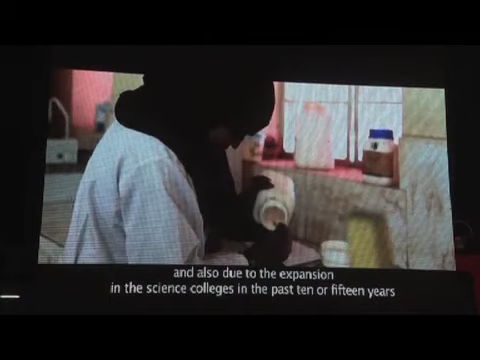 and also due to the expansion
in the science colleges in the past ten or fifteen years